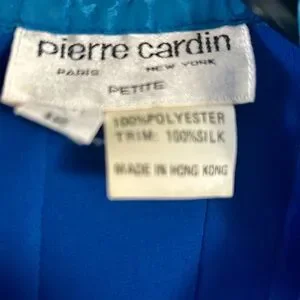 pierre cardin
PARIS NEW YORK
PETITE
100%POLYESTER
TRIM: 100%SILK
MADE IN HONG KONG